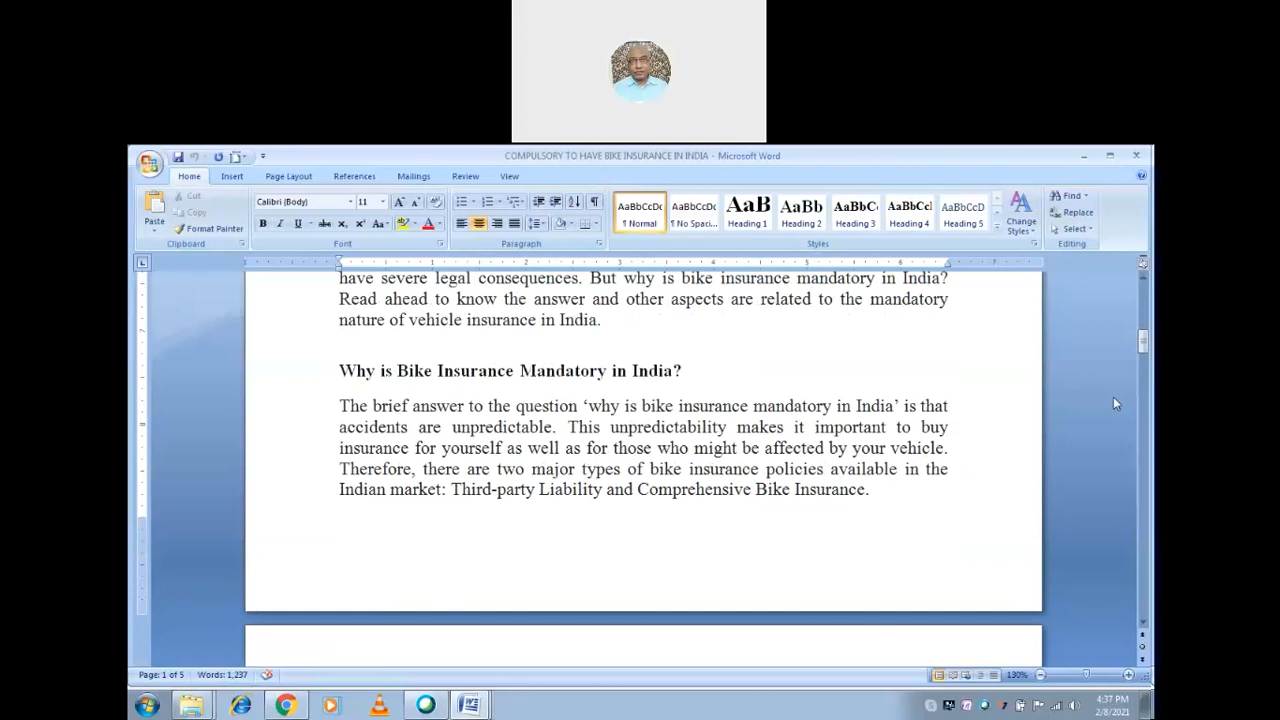 COMPULSORY TO HAVE BIKE INSURANCE IN INDIA - Microsoft Word
Home Insert Page Layout References Mailings Review View
Cut
Copy
Format Painter
Paste
Clipboard
Calibri (Body) 11
Font
Paragraph
AaBbCcDc AaBbCcDc AaB AaBb AaBbC AaBbCcI AaBbCcD
¶ Normal ¶ No Spaci... Heading 1 Heading 2 Heading 3 Heading 4 Heading 5
Styles
Change
Styles
Find
Replace
Select
Editing
1 2 3 4 5 6 7
have severe legal consequences. But why is bike insurance mandatory in India?
Read ahead to know the answer and other aspects are related to the mandatory
nature of vehicle insurance in India.
Why is Bike Insurance Mandatory in India?
The brief answer to the question ‘why is bike insurance mandatory in India’ is that
accidents are unpredictable. This unpredictability makes it important to buy
insurance for yourself as well as for those who might be affected by your vehicle.
Therefore, there are two major types of bike insurance policies available in the
Indian market: Third-party Liability and Comprehensive Bike Insurance.
Page: 1 of 5 Words: 1,237 130%
4:37 PM
2/8/2021